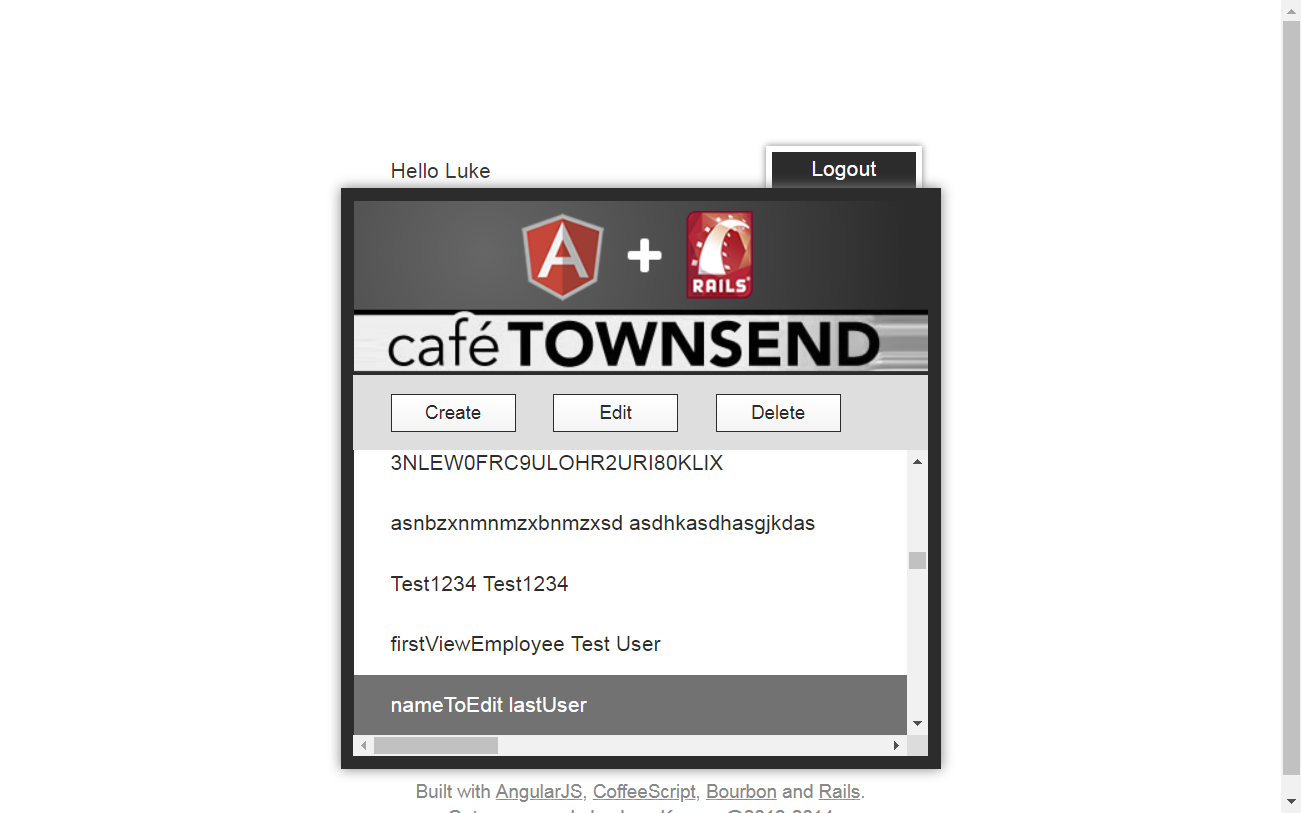 Hello Luke
Logout
RAILS
café TOWNSEND
Create Edit Delete
3NLEW0FRC9ULOHR2URI80KLIX
asnbzxnmnmzxbnmzxsd asdhkasdhasgjkdas
Test1234 Test1234
firstViewEmployee Test User
nameToEdit lastUser
Built with AngularJS, CoffeeScript, Bourbon and Rails.